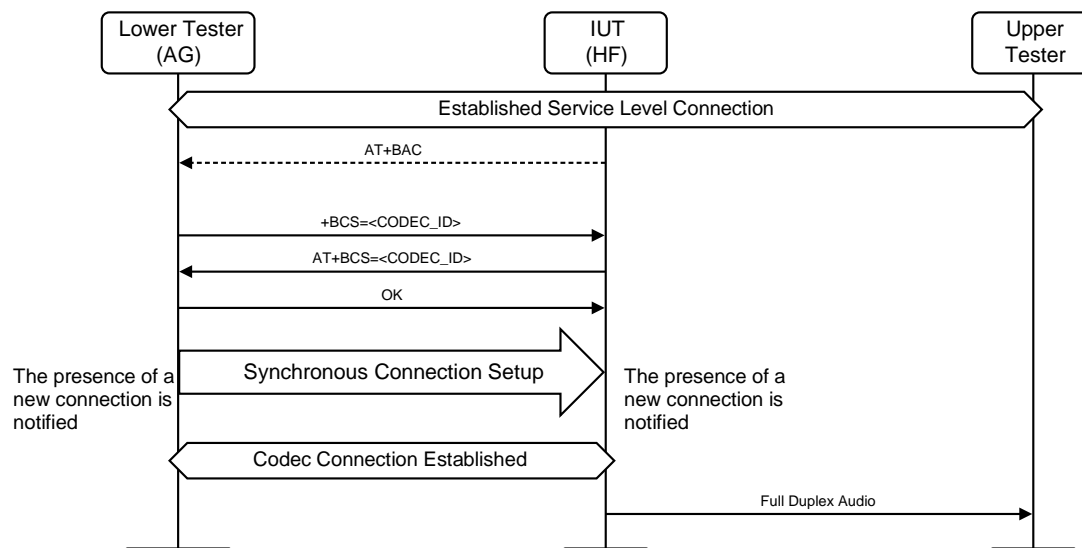 Lower Tester
(AG)
IUT
(HF)
Upper
Tester
Established Service Level Connection
AT+BAC
+BCS=<CODEC_ID>
AT+BCS=<CODEC_ID>
OK
Synchronous Connection Setup
The presence of a
new connection is
notified
The presence of a
new connection is
notified
Codec Connection Established
Full Duplex Audio